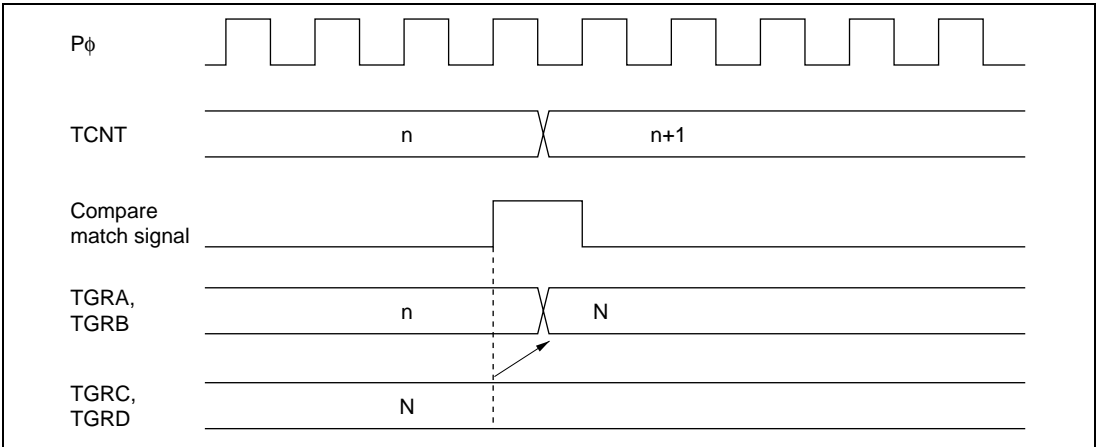 Pϕ
TCNT
n
n+1
Compare
match signal
TGRA,
TGRB
n
N
TGRC,
TGRD
N